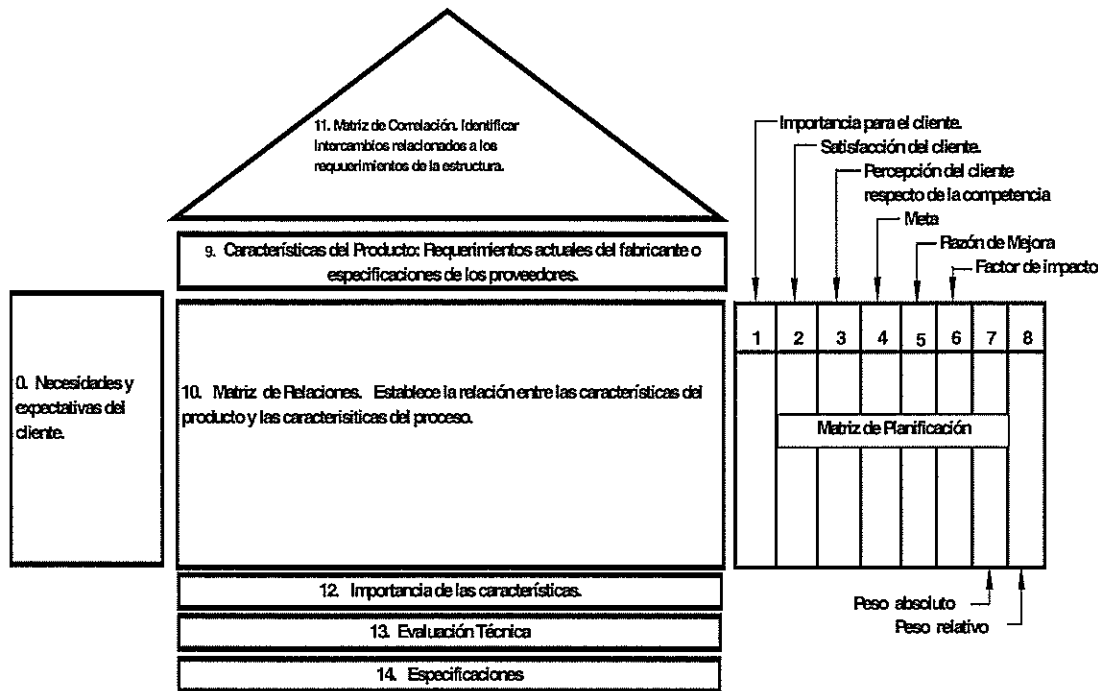 11. Matriz de Correlación. Identificar
Intercambios relacionados a los
requuerimientos de la estructura.
Importancia para el cliente.
Satisfacción del cliente.
Percepción del cliente
respecto de la competencia
Meta
Razón de Mejora
Factor de impacto
9. Características del Producto: Requerimientos actuales del fabricante o
especificaciones de los proveedores.
1 2 3 4 5 6 7 8
0. Necesidades y
expectativas del
cliente.
10. Matriz de Relaciones. Establece la relación entre las características del
producto y las caracterisiticas del proceso.
Matriz de Planificación
12. Importancia de las características.
13. Evaluación Técnica
14. Especificaciones
Peso absoluto
Peso relativo